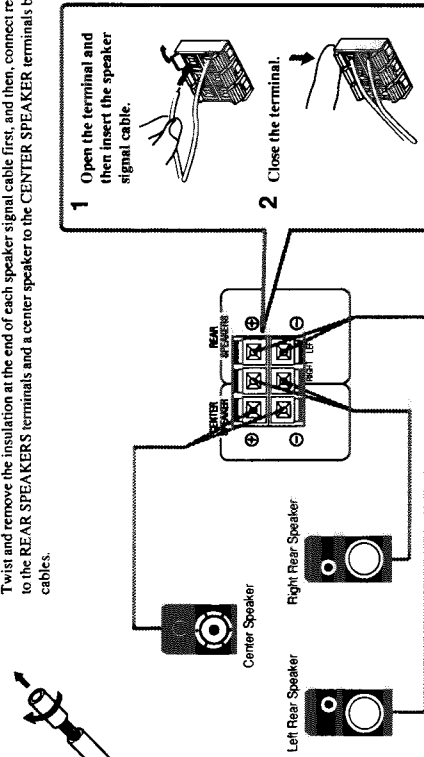 Twist and remove the insulation at the end of each speaker signal cable first, and then, connect
to the REAR SPEAKERS terminals and a center speaker to the CENTER SPEAKER terminals
cables.
1
Open the terminal and
then insert the speaker
signal cable.
2
Close the terminal.
CENTER
SPEAKER
REAR
SPEAKERS
⊕
⊕
⊖
⊖
RIGHT
LEFT
Center Speaker
Right Rear Speaker
Left Rear Speaker